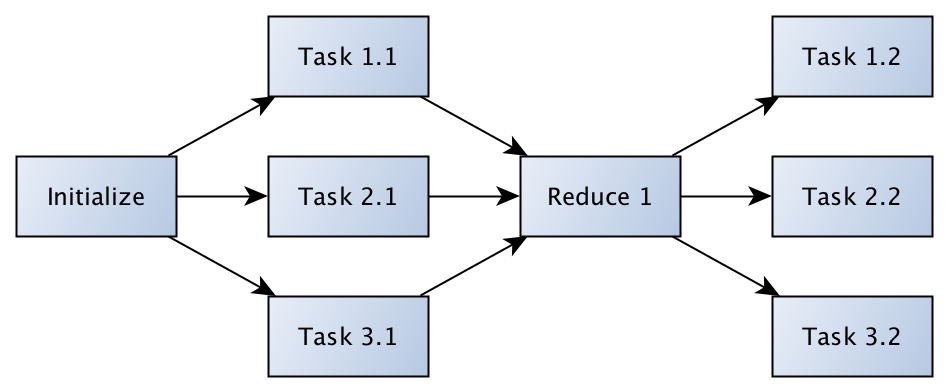 Task 1.1
Task 1.2
Initialize
Task 2.1
Reduce 1
Task 2.2
Task 3.1
Task 3.2